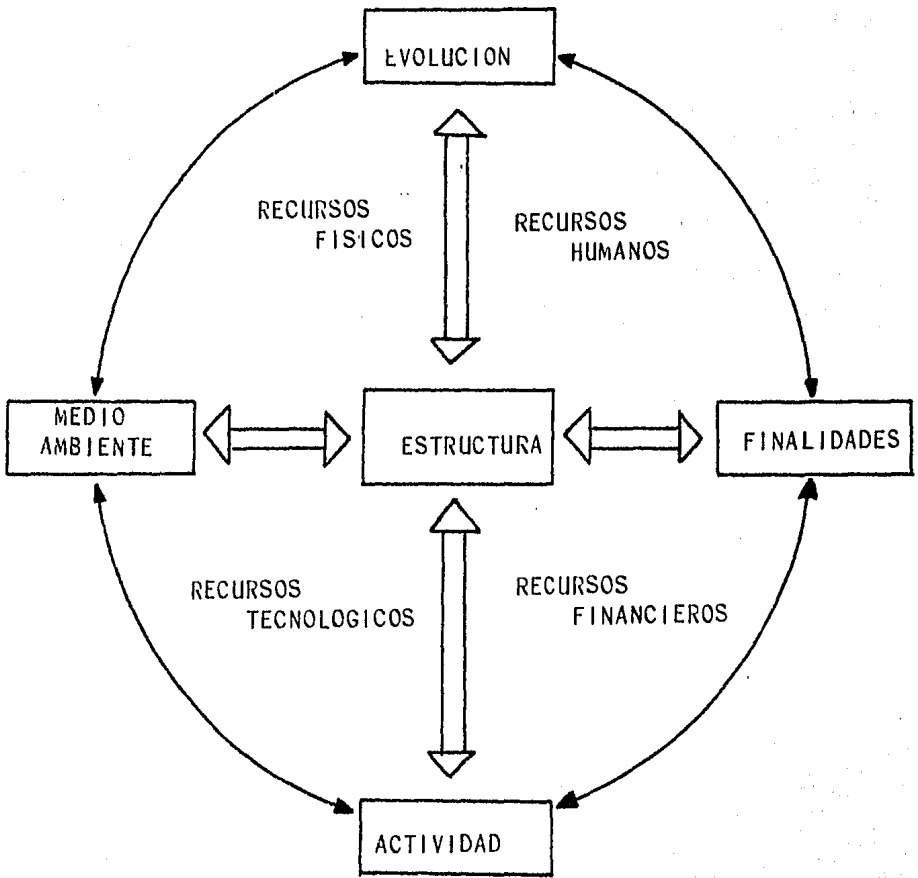 EVOLUCION
RECURSOS
FISICOS
RECURSOS
HUMANOS
MEDIO
AMBIENTE
ESTRUCTURA
FINALIDADES
RECURSOS
TECNOLOGICOS
RECURSOS
FINANCIEROS
ACTIVIDAD